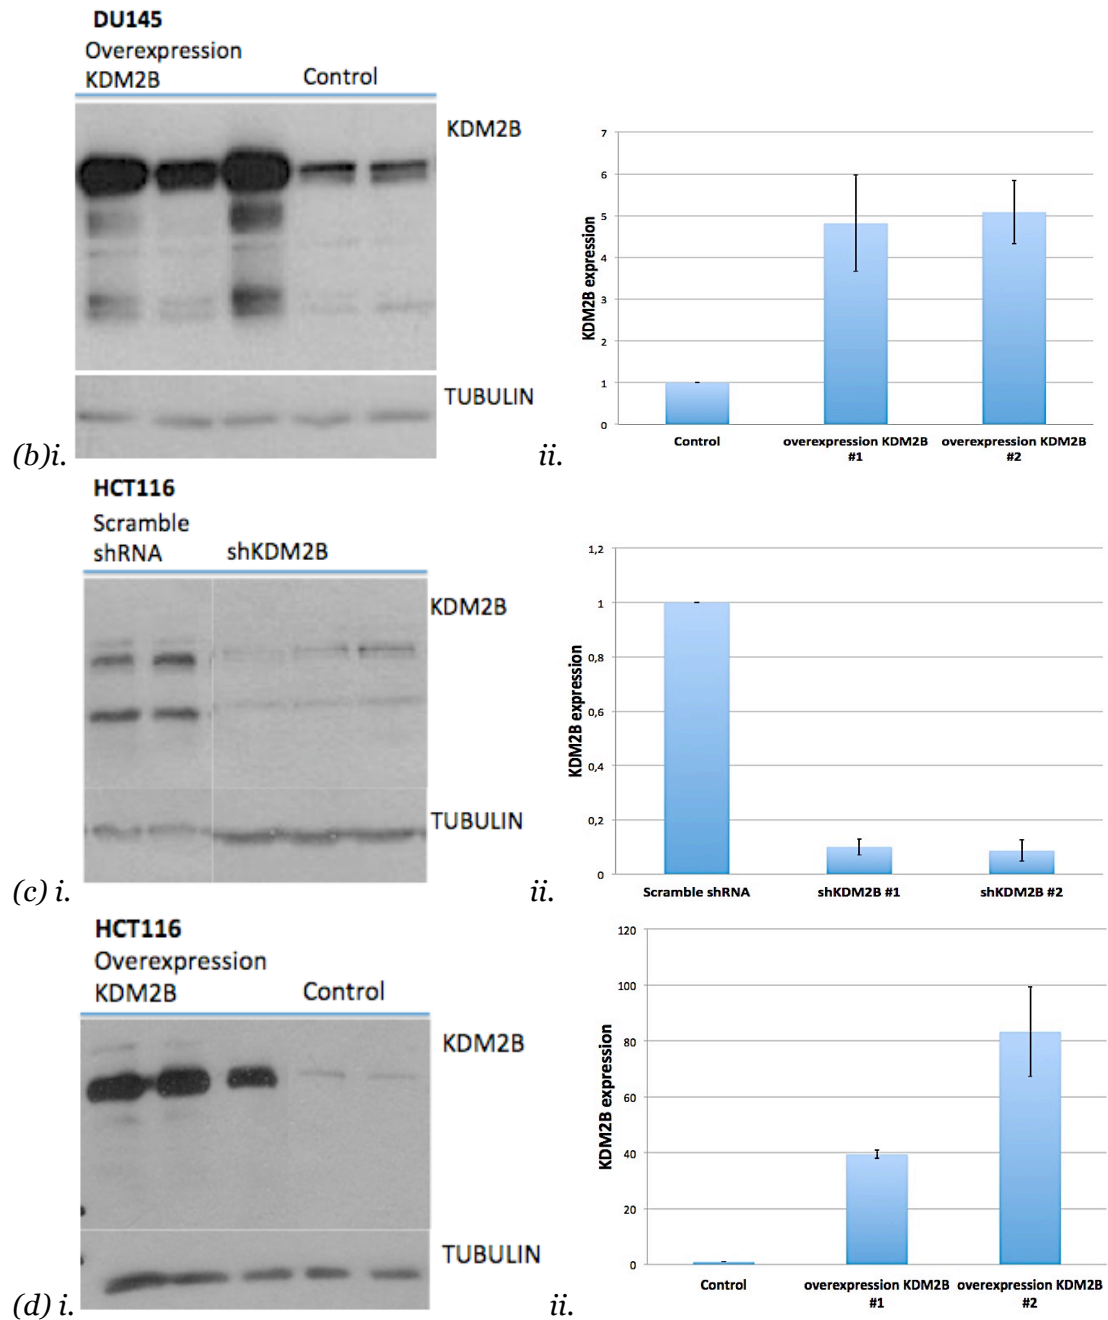 DU145
Overexpression
KDM2B
Control
KDM2B
TUBULIN
(b)i.
7
6
5
4
3
2
1
0
KDM2B expression
Control
overexpression KDM2B
#1
overexpression KDM2B
#2
ii.
HCT116
Scramble
shRNA
shKDM2B
KDM2B
TUBULIN
(c) i.
1,2
1
0,8
0,6
0,4
0,2
0
KDM2B expression
Scramble shRNA
shKDM2B #1
shKDM2B #2
ii.
HCT116
Overexpression
KDM2B
Control
KDM2B
TUBULIN
(d) i.
120
100
80
60
40
20
0
KDM2B expression
Control
overexpression KDM2B
#1
overexpression KDM2B
#2
ii.